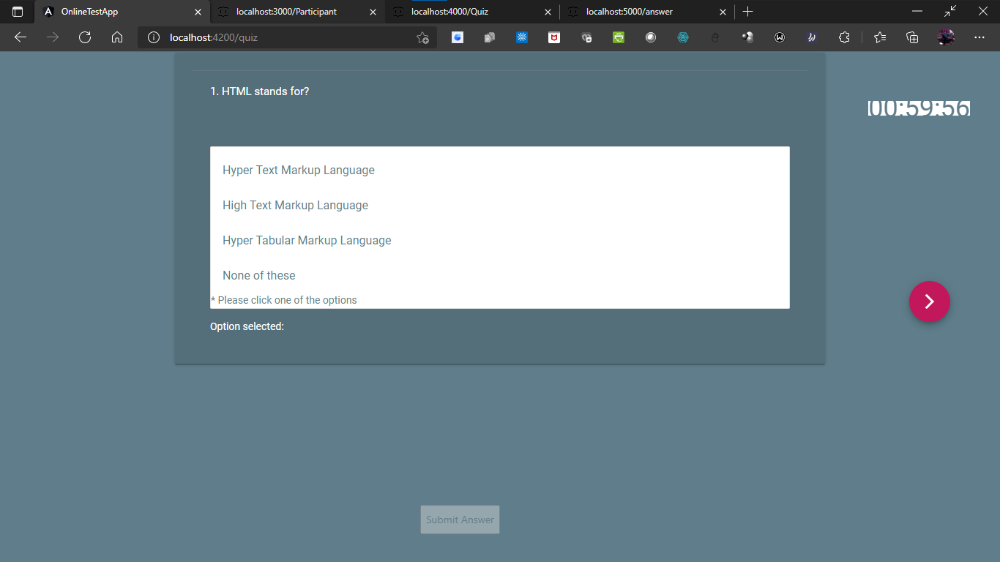 OnlineTestApp
localhost:3000/Participant
localhost:4000/Quiz
localhost:5000/answer
localhost:4200/quiz
1. HTML stands for?
00:59:56
Hyper Text Markup Language
High Text Markup Language
Hyper Tabular Markup Language
None of these
* Please click one of the options
Option selected:
Submit Answer